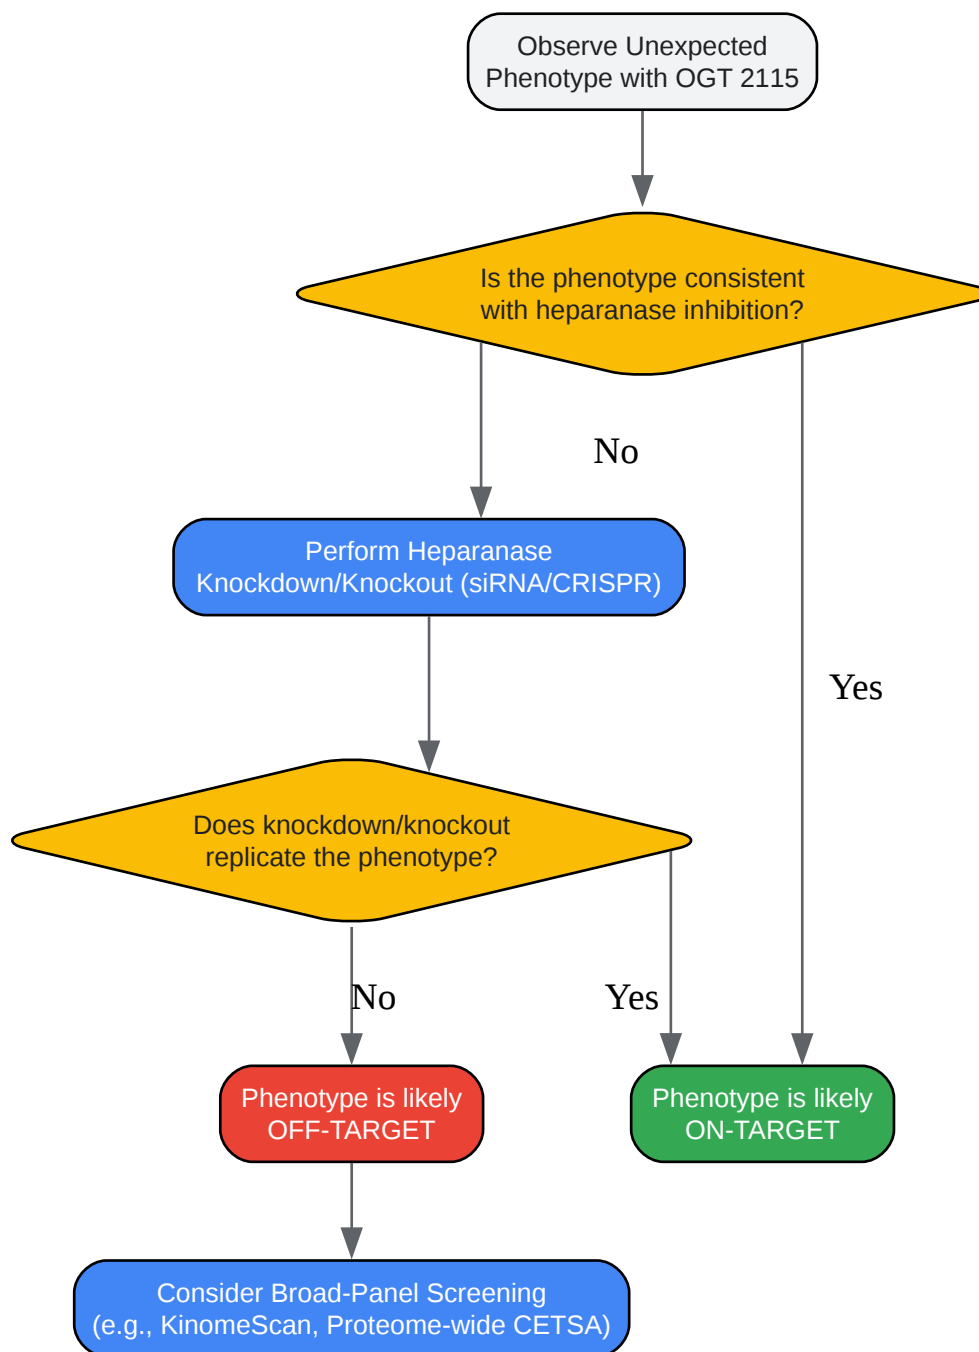 Observe Unexpected
Phenotype with OGT 2115
Is the phenotype consistent
with heparanase inhibition?
No
Perform Heparanase
Knockdown/Knockout (siRNA/CRISPR)
Yes
Does knockdown/knockout
replicate the phenotype?
No
Yes
Phenotype is likely
OFF-TARGET
Phenotype is likely
ON-TARGET
Consider Broad-Panel Screening
(e.g., KinomeScan, Proteome-wide CETSA)